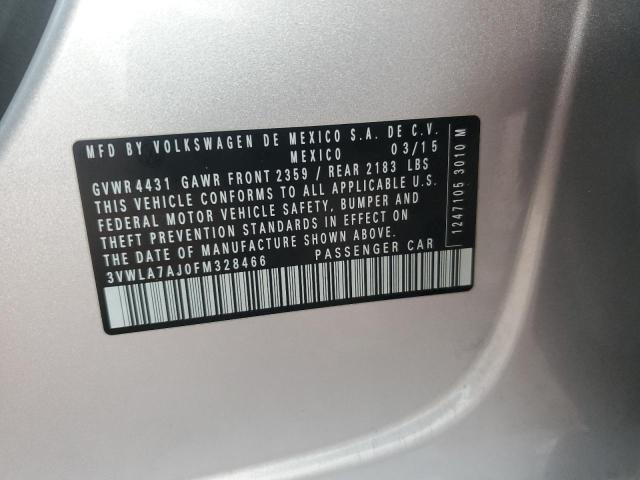 MFD BY VOLKSWAGEN DE MEXICO S.A. DE C.V.
MEXICO 03/15
GVWR 4431 GAWR FRONT 2359 / REAR 2183 LBS
THIS VEHICLE CONFORMS TO ALL APPLICABLE U.S.
FEDERAL MOTOR VEHICLE SAFETY, BUMPER AND
THEFT PREVENTION STANDARDS IN EFFECT ON
THE DATE OF MANUFACTURE SHOWN ABOVE.
3VWLA7AJ0FM328466 PASSENGER CAR
1247105 3010 M